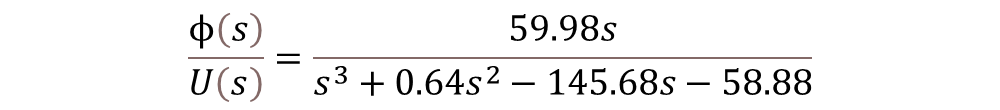 ϕ(s)/U(s) = 59.98s/(s³ + 0.64s² − 145.68s − 58.88)